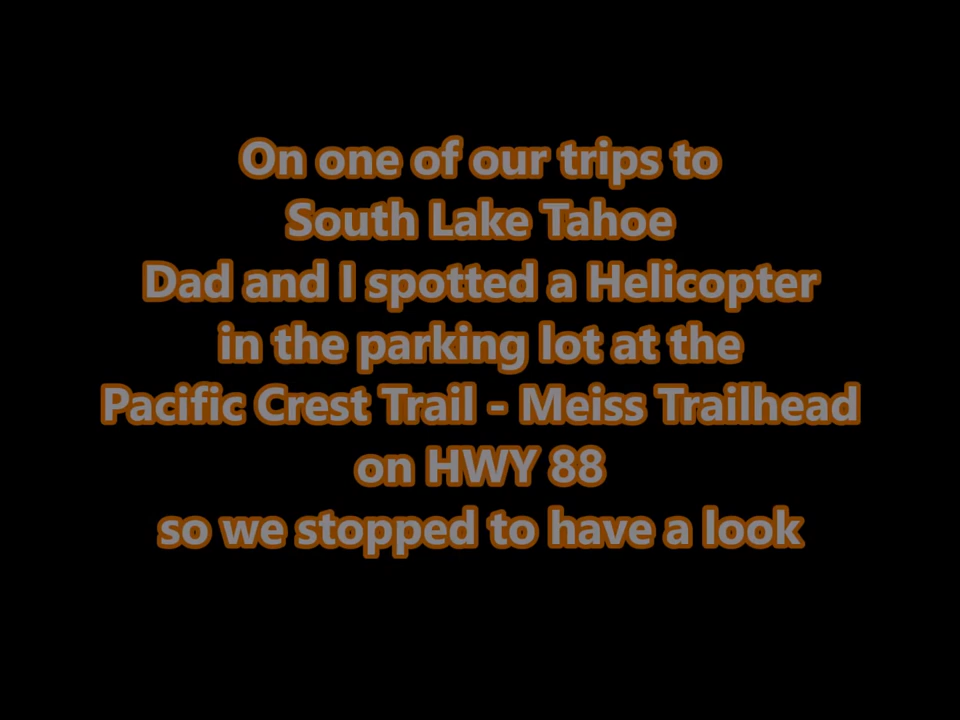 On one of our trips to
South Lake Tahoe
Dad and I spotted a Helicopter
in the parking lot at the
Pacific Crest Trail - Meiss Trailhead
on HWY 88
so we stopped to have a look